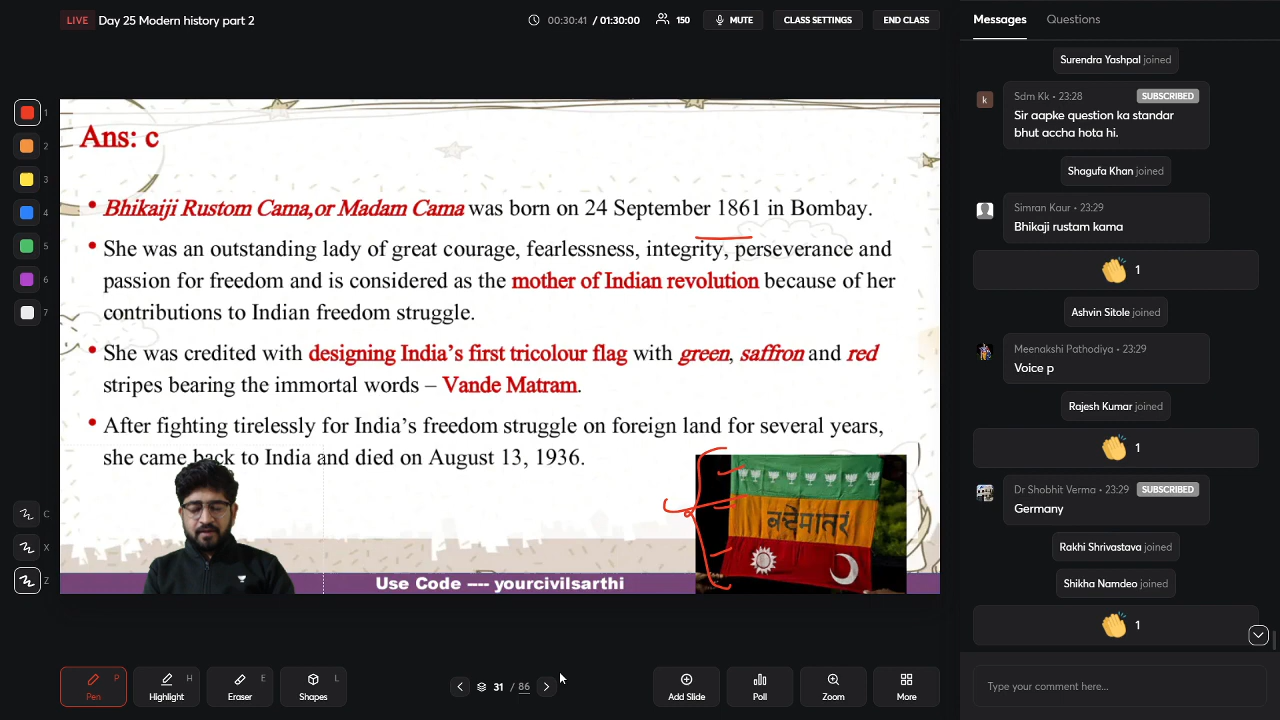 LIVE Day 25 Modern history part 2
00:30:41 / 01:30:00 150 MUTE CLASS SETTINGS END CLASS
1
2
3
4
5
6
7
C
X
Z
Ans: c
• Bhikaiji Rustom Cama,or Madam Cama was born on 24 September 1861 in Bombay.
• She was an outstanding lady of great courage, fearlessness, integrity, perseverance and
passion for freedom and is considered as the mother of Indian revolution because of her
contributions to Indian freedom struggle.
• She was credited with designing India’s first tricolour flag with green, saffron and red
stripes bearing the immortal words – Vande Matram.
• After fighting tirelessly for India’s freedom struggle on foreign land for several years,
she came back to India and died on August 13, 1936.
वन्देमातरं
Use Code ---- yourcivilsarthi
Pen P
Highlight H
Eraser E
Shapes L
31 / 86
Add Slide
Poll
Zoom
More
Messages Questions
Surendra Yashpal joined
k Sdm Kk • 23:28 SUBSCRIBED
Sir aapke question ka standar
bhut accha hota hi.
Shagufa Khan joined
Simran Kaur • 23:29
Bhikaji rustam kama
1
Ashvin Sitole joined
Meenakshi Pathodiya • 23:29
Voice p
Rajesh Kumar joined
1
Dr Shobhit Verma • 23:29 SUBSCRIBED
Germany
Rakhi Shrivastava joined
Shikha Namdeo joined
1
Type your comment here...